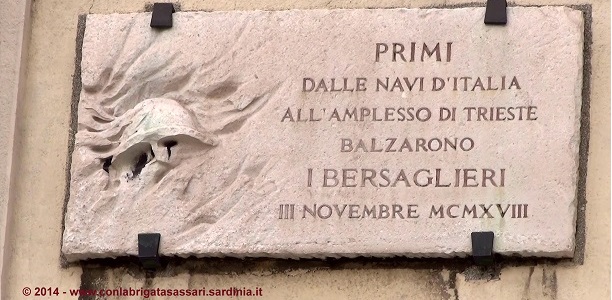 PRIMI
DALLE NAVI D'ITALIA
ALL'AMPLESSO DI TRIESTE
BALZARONO
I BERSAGLIERI
III NOVEMBRE MCMXVIII
© 2014 - www.conlabrigatasassari.sardinia.it